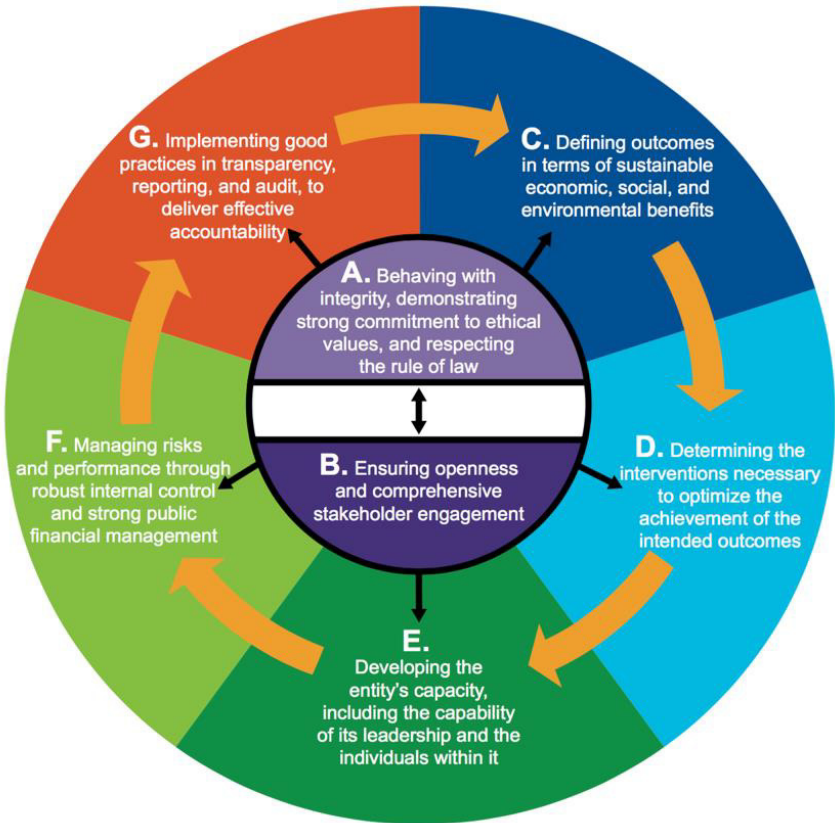 G. Implementing good
practices in transparency,
reporting, and audit, to
deliver effective
accountability
C. Defining outcomes
in terms of sustainable
economic, social, and
environmental benefits
A. Behaving with
integrity, demonstrating
strong commitment to ethical
values, and respecting
the rule of law
F. Managing risks
and performance through
robust internal control
and strong public
financial management
B. Ensuring openness
and comprehensive
stakeholder engagement
D. Determining the
interventions necessary
to optimize the
achievement of the
intended outcomes
E.
Developing the
entity’s capacity,
including the capability
of its leadership and the
individuals within it